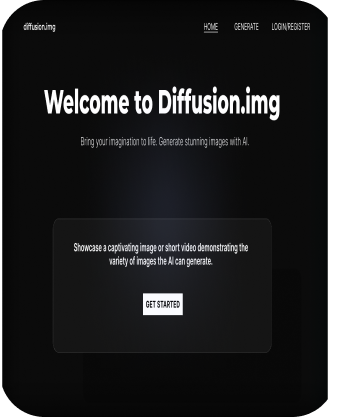 diffusion.img HOME GENERATE LOGIN/REGISTER
Welcome to Diffusion.img
Bring your imagination to life. Generate stunning images with AI.
Showcase a captivating image or short video demonstrating the
variety of images the AI can generate.
GET STARTED